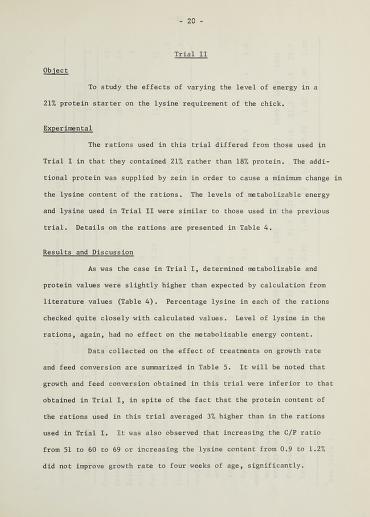 - 20 -
Trial II
Object
To study the effects of varying the level of energy in a
21% protein starter on the lysine requirement of the chick.
Experimental
The rations used in this trial differed from those used in
Trial I in that they contained 21% rather than 18% protein. The addi-
tional protein was supplied by zein in order to cause a minimum change in
the lysine content of the rations. The levels of metabolizable energy
and lysine used in Trial II were similar to those used in the previous
trial. Details on the rations are presented in Table 4.
Results and Discussion
As was the case in Trial I, determined metabolizable and
protein values were slightly higher than expected by calculation from
literature values (Table 4). Percentage lysine in each of the rations
checked quite closely with calculated values. Level of lysine in the
rations, again, had no effect on the metabolizable energy content.
Data collected on the effect of treatments on growth rate
and feed conversion are summarized in Table 5. It will be noted that
growth and feed conversion obtained in this trial were inferior to that
obtained in Trial I, in spite of the fact that the protein content of
the rations used in this trial averaged 3% higher than in the rations
used in Trial I. It was also observed that increasing the C/P ratio
from 51 to 60 to 69 or increasing the lysine content from 0.9 to 1.2%
did not improve growth rate to four weeks of age, significantly.